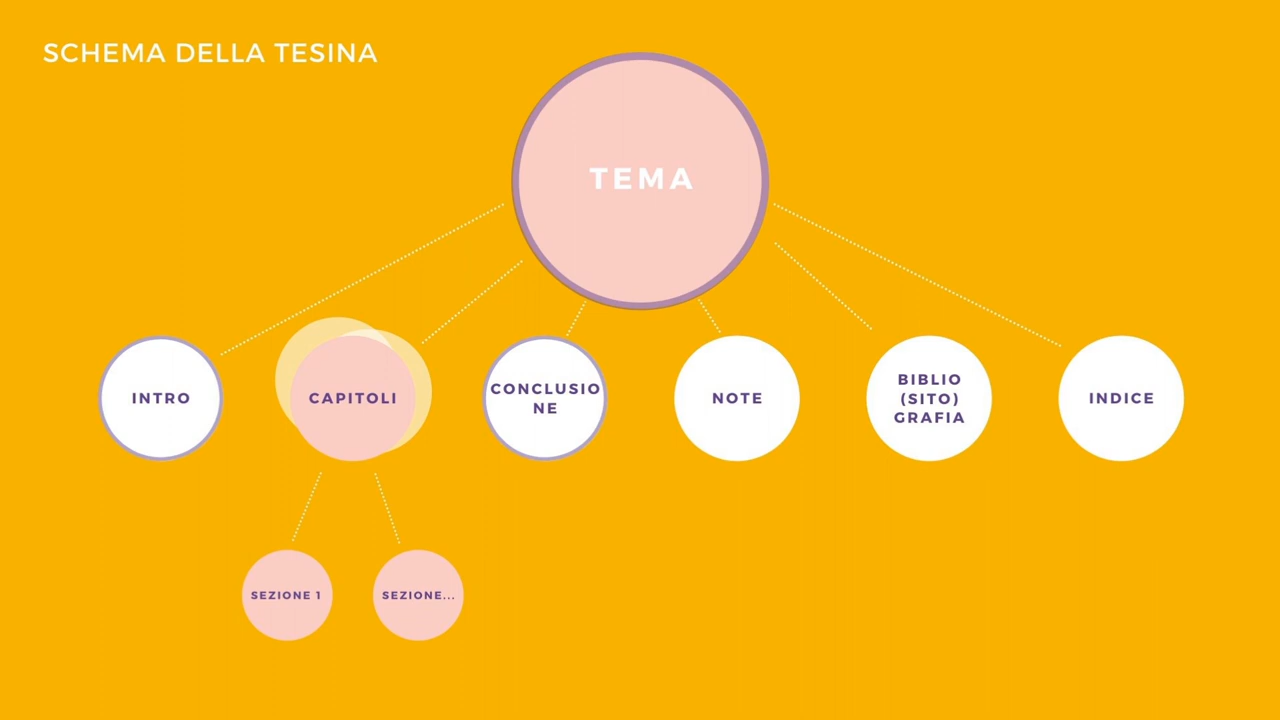 SCHEMA DELLA TESINA
TEMA
INTRO
CAPITOLI
CONCLUSIO
NE
NOTE
BIBLIO
(SITO)
GRAFIA
INDICE
SEZIONE 1
SEZIONE...